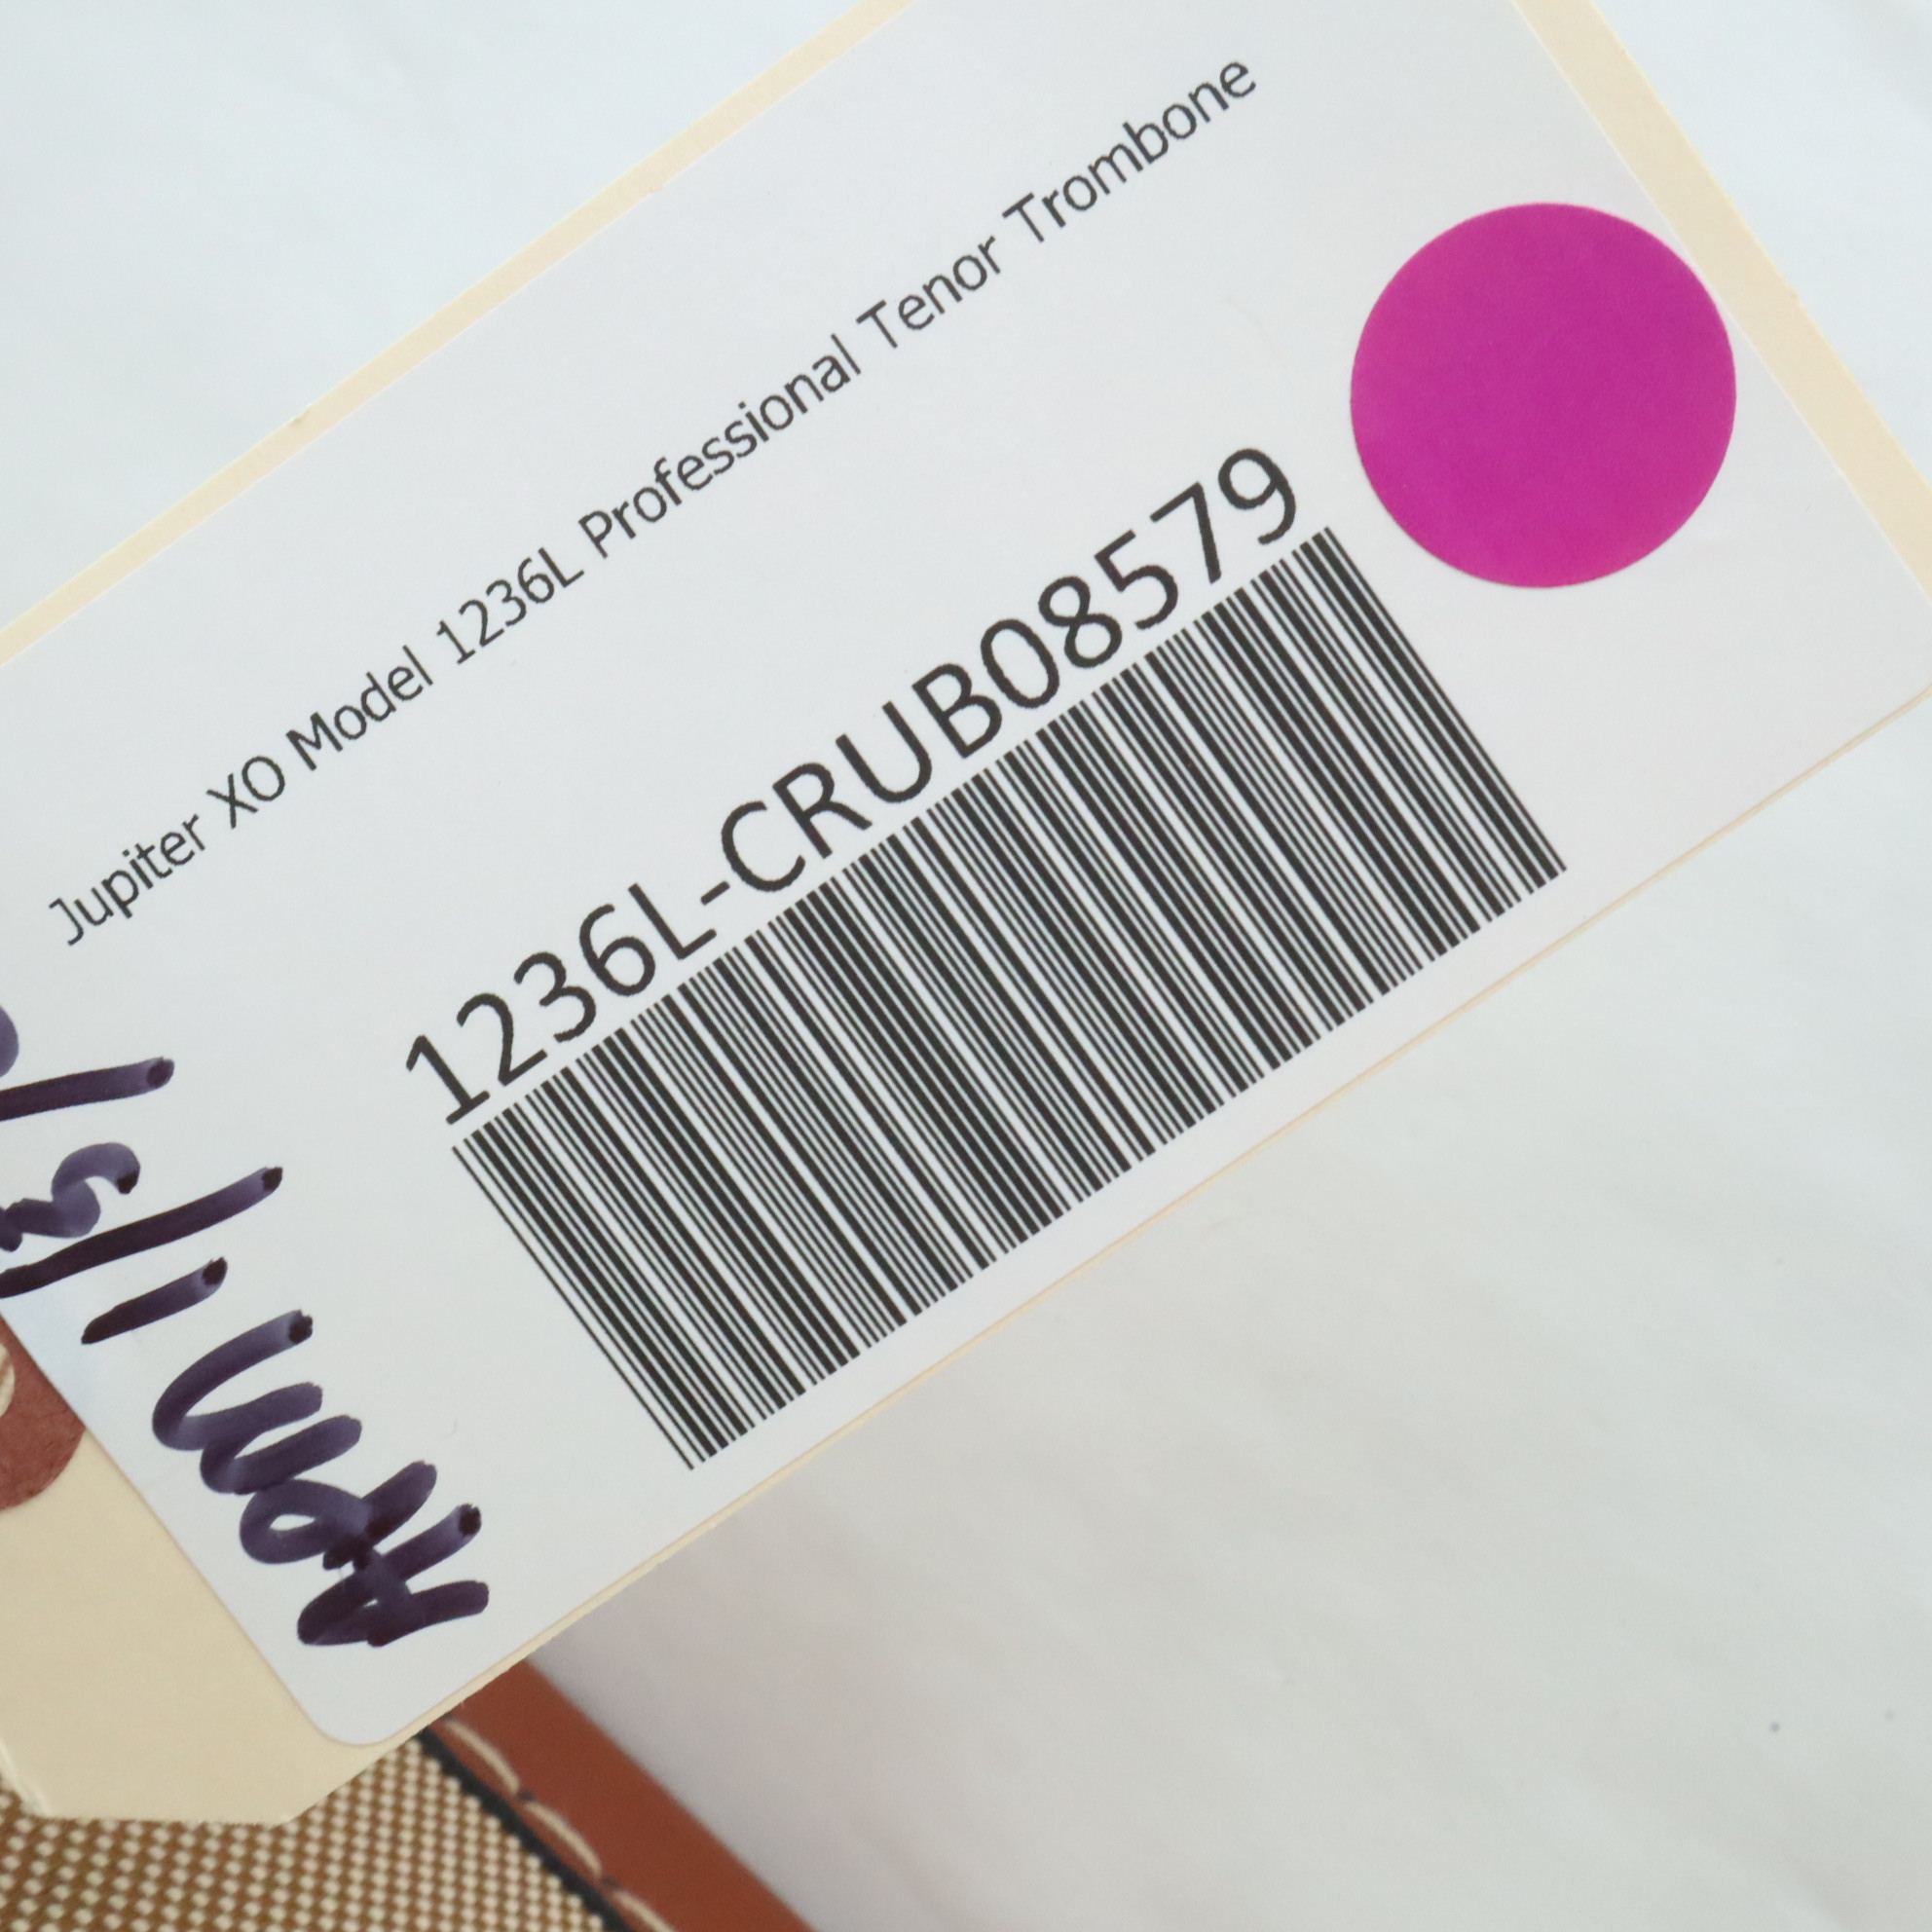 Jupiter XO Model 1236L Professional Tenor Trombone
1236L-CRUB08579